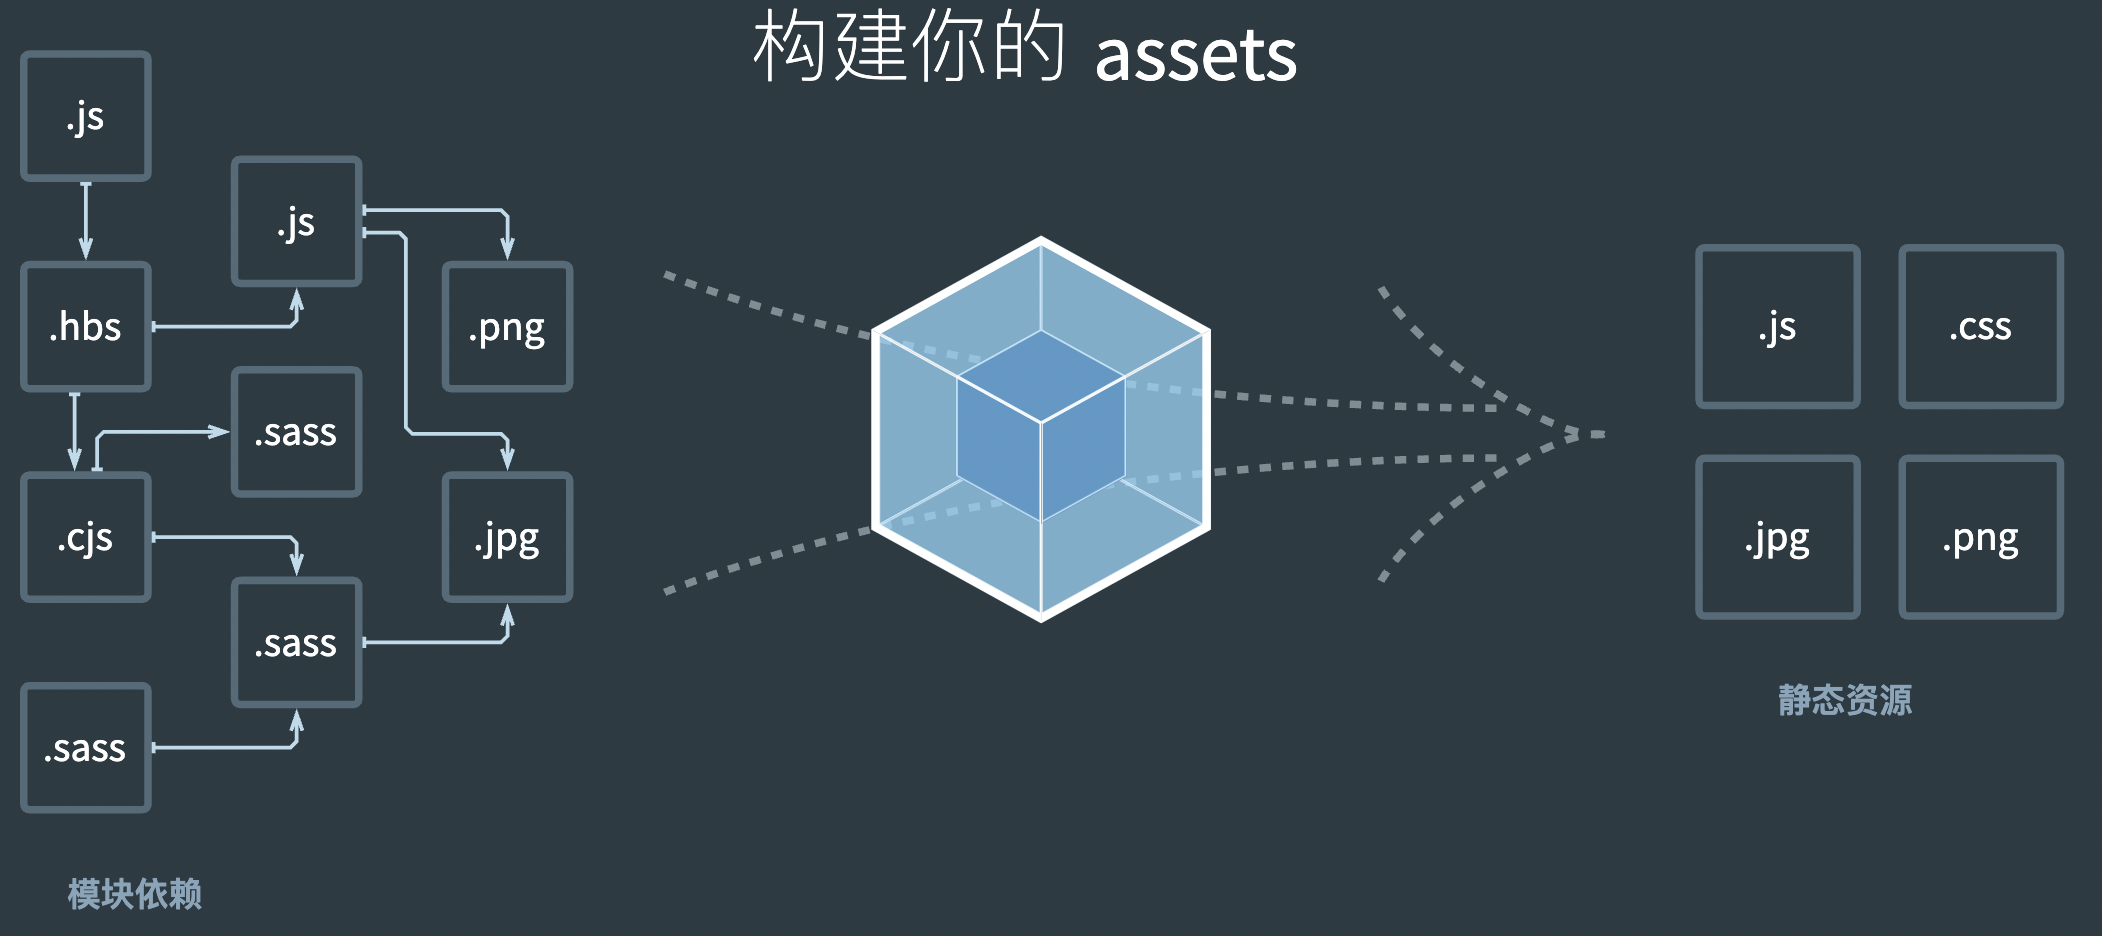 构建你的 assets
.js
.js
.hbs
.png
.sass
.cjs
.jpg
.sass
.sass
模块依赖
.js
.css
.jpg
.png
静态资源